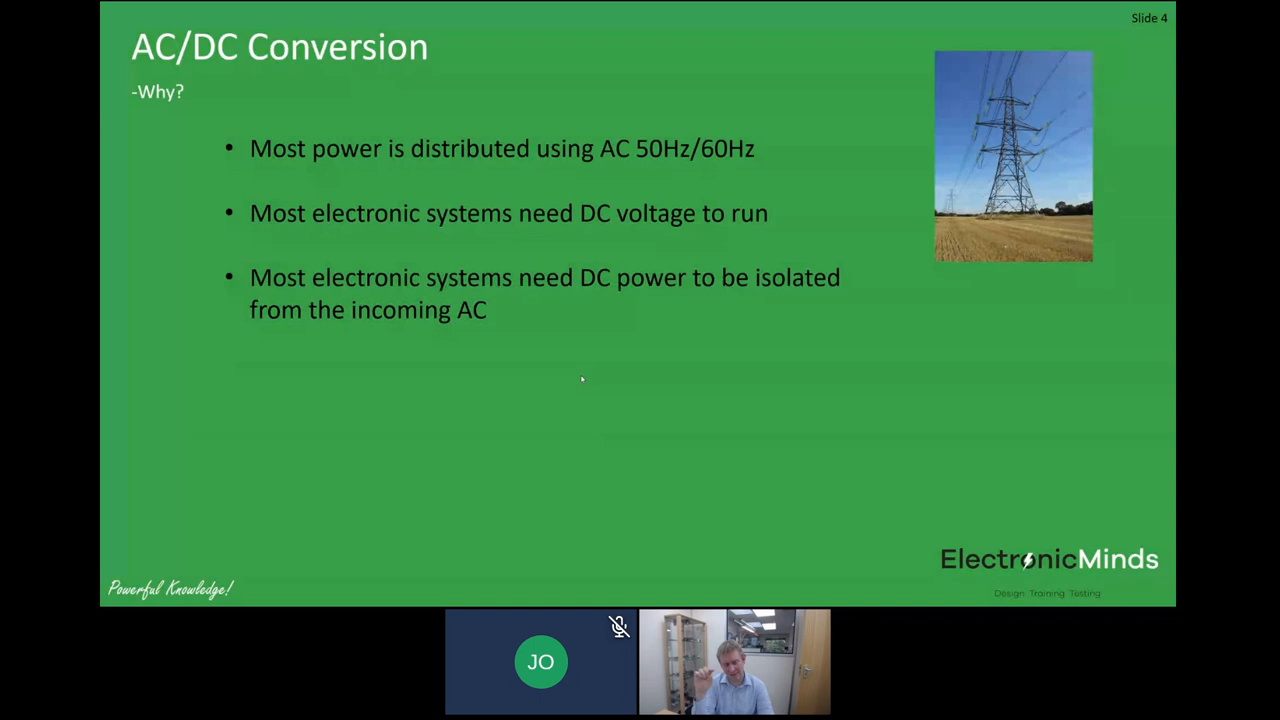 Slide 4
AC/DC Conversion
-Why?
• Most power is distributed using AC 50Hz/60Hz
• Most electronic systems need DC voltage to run
• Most electronic systems need DC power to be isolated
from the incoming AC
ElectronicMinds
Design Training Testing
Powerful Knowledge!
JO